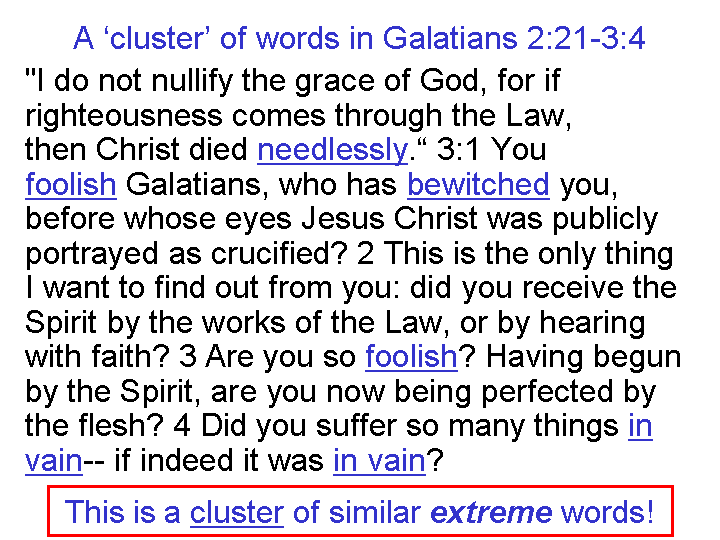 A ‘cluster’ of words in Galatians 2:21-3:4
"I do not nullify the grace of God, for if
righteousness comes through the Law,
then Christ died needlessly.“ 3:1 You
foolish Galatians, who has bewitched you,
before whose eyes Jesus Christ was publicly
portrayed as crucified? 2 This is the only thing
I want to find out from you: did you receive the
Spirit by the works of the Law, or by hearing
with faith? 3 Are you so foolish? Having begun
by the Spirit, are you now being perfected by
the flesh? 4 Did you suffer so many things in
vain-- if indeed it was in vain?
This is a cluster of similar extreme words!